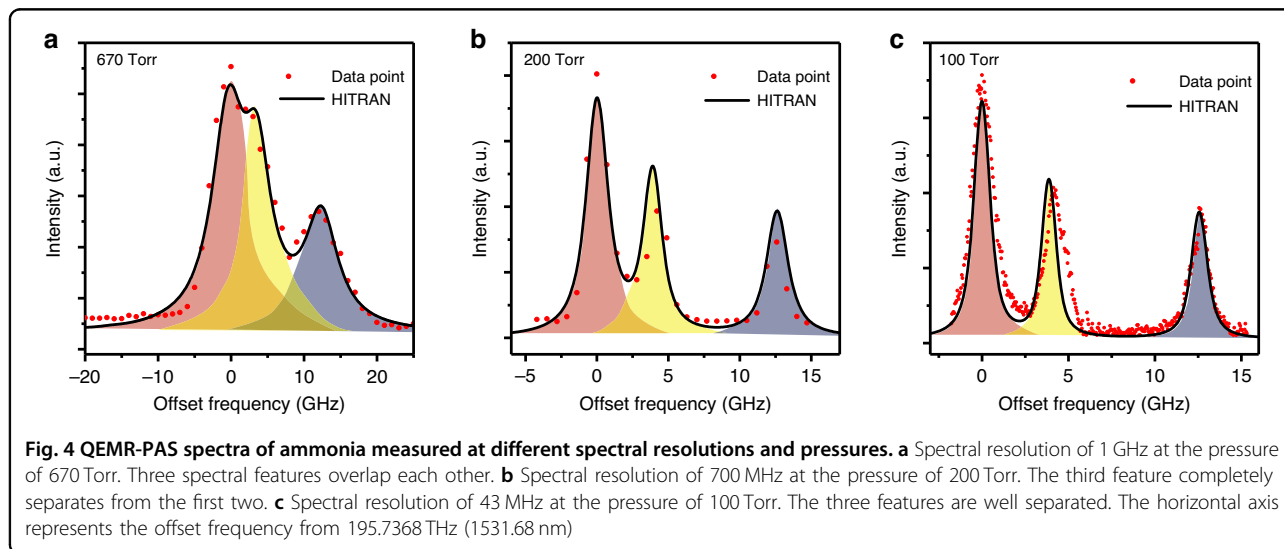 a
670 Torr
Data point
HITRAN
Intensity (a.u.)
–20 –10 0 10 20
Offset frequency (GHz)
b
200 Torr
Data point
HITRAN
Intensity (a.u.)
–5 0 5 10 15
Offset frequency (GHz)
c
100 Torr
Data point
HITRAN
Intensity (a.u.)
0 5 10 15
Offset frequency (GHz)
Fig. 4 QEMR-PAS spectra of ammonia measured at different spectral resolutions and pressures. a Spectral resolution of 1 GHz at the pressure
of 670 Torr. Three spectral features overlap each other. b Spectral resolution of 700 MHz at the pressure of 200 Torr. The third feature completely
separates from the first two. c Spectral resolution of 43 MHz at the pressure of 100 Torr. The three features are well separated. The horizontal axis
represents the offset frequency from 195.7368 THz (1531.68 nm)